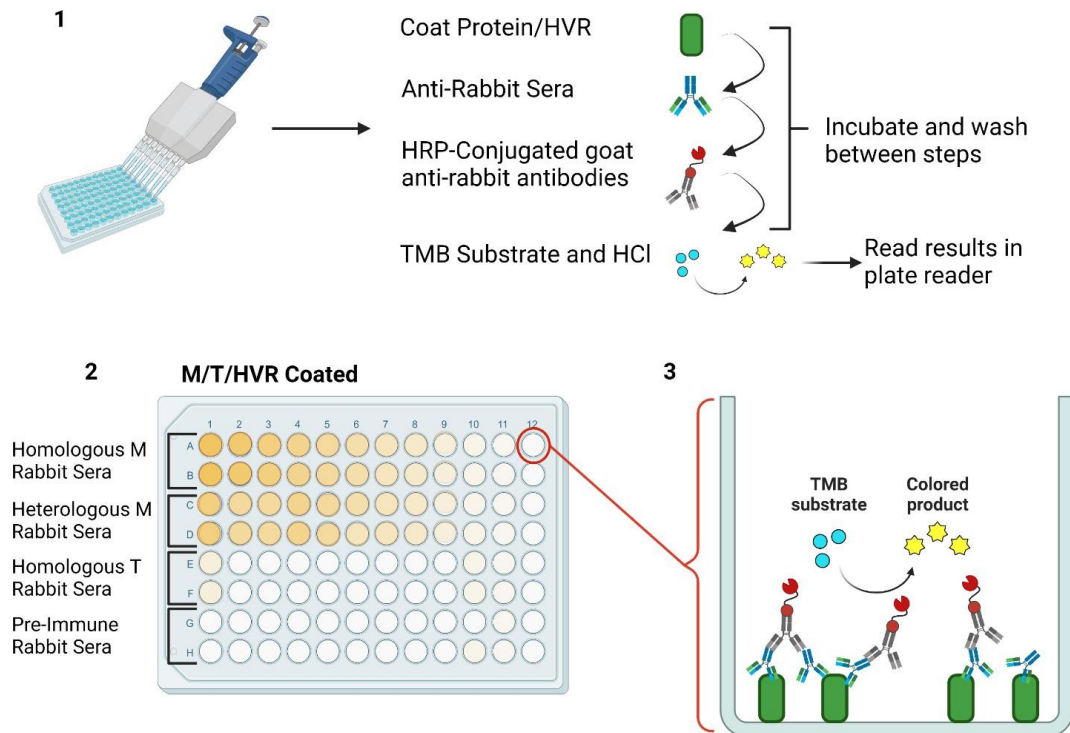 1
Coat Protein/HVR
Anti-Rabbit Sera
HRP-Conjugated goat
anti-rabbit antibodies
TMB Substrate and HCl
Incubate and wash
between steps
Read results in
plate reader
2
M/T/HVR Coated
1 2 3 4 5 6 7 8 9 10 11 12
A
B
C
D
E
F
G
H
Homologous M
Rabbit Sera
Heterologous M
Rabbit Sera
Homologous T
Rabbit Sera
Pre-Immune
Rabbit Sera
3
TMB
substrate
Colored
product